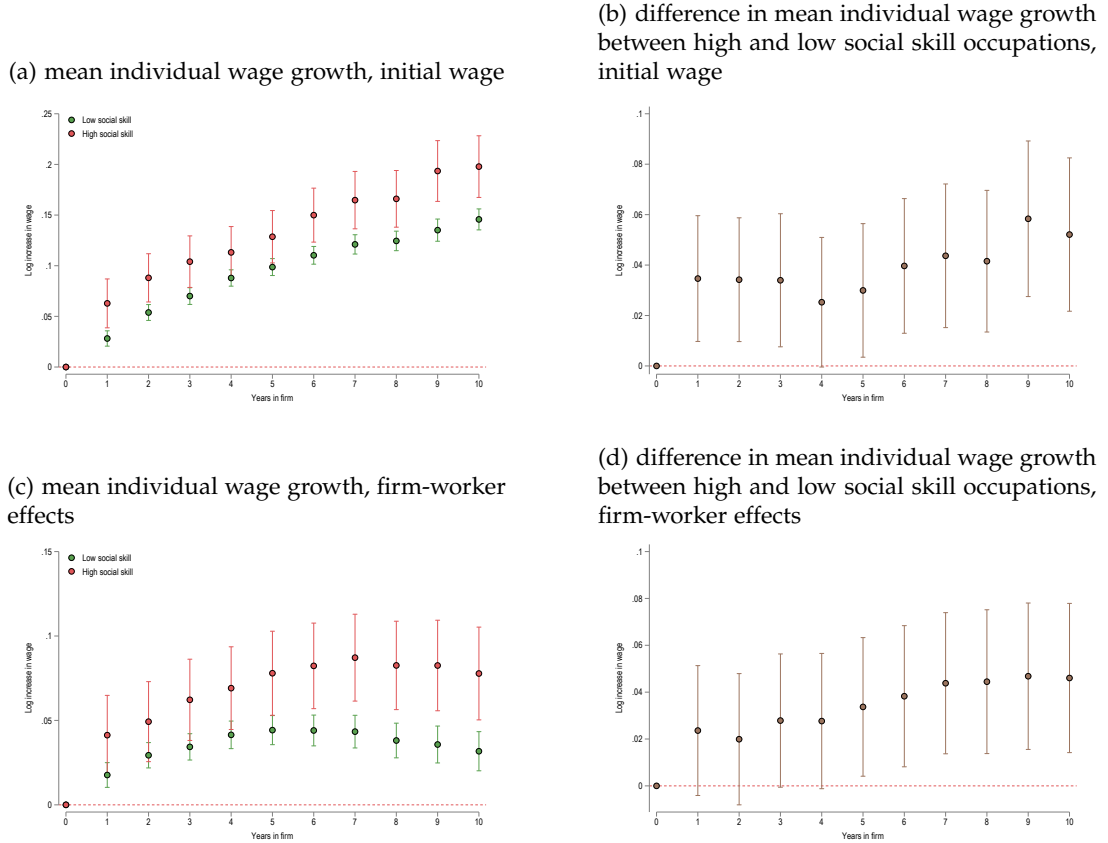 (a) mean individual wage growth, initial wage
.25
.2
.15
.1
.05
0
Log increase in wage
Low social skill
High social skill
0 1 2 3 4 5 6 7 8 9 10
Years in firm
(b) difference in mean individual wage growth
between high and low social skill occupations,
initial wage
.1
.08
.06
.04
.02
0
Log increase in wage
0 1 2 3 4 5 6 7 8 9 10
Years in firm
(c) mean individual wage growth, firm-worker
effects
.15
.1
.05
0
Log increase in wage
Low social skill
High social skill
0 1 2 3 4 5 6 7 8 9 10
Years in firm
(d) difference in mean individual wage growth
between high and low social skill occupations,
firm-worker effects
.1
.08
.06
.04
.02
0
Log increase in wage
0 1 2 3 4 5 6 7 8 9 10
Years in firm